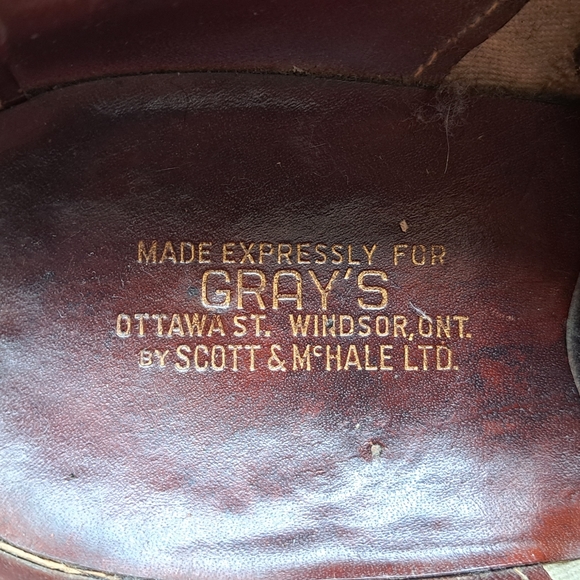 MADE EXPRESSLY FOR
GRAY'S
OTTAWA ST. WINDSOR, ONT.
BY SCOTT & McHALE LTD.